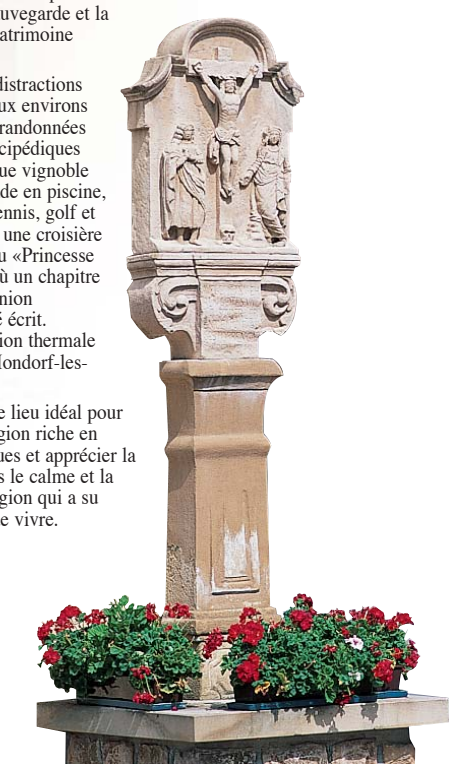 uvegarde et la
atrimoine
distractions
ux environs
randonnées
cipédiques
ue vignoble
de en piscine,
ennis, golf et
une croisière
u «Princesse
ù un chapitre
nion
é écrit.
ion thermale
Mondorf-les-
e lieu idéal pour
gion riche en
ues et apprécier la
s le calme et la
gion qui a su
e vivre.